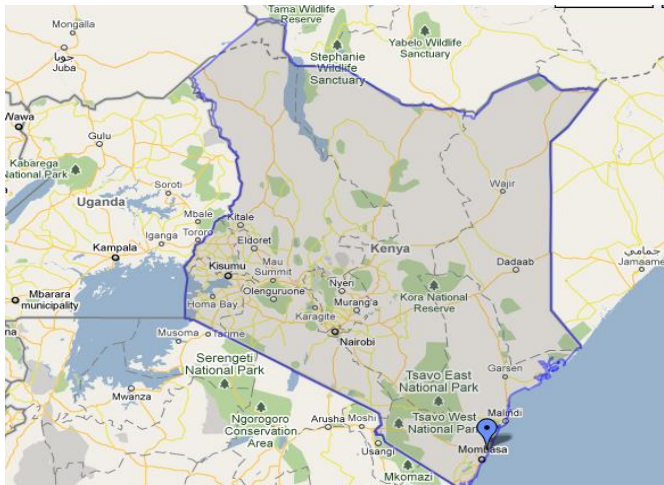 Tama Wildlife
Reserve
Mongalla
جوبا
Juba
Stephanie
Wildlife
Sanctuary
Yabelo Wildlife
Sanctuary
Wawa
Gulu
Kabarega
National Park
Soroti
Uganda
Mbale
Tororo
Iganga
Kampala
Mbarara
municipality
Kitale
Eldoret
Kisumu
Mau
Summit
Olenguruone
Homa Bay
Kenya
Nyeri
Murang'a
Karagite
Nairobi
Wajir
Dadaab
Kora National
Reserve
جمامي
Jamaame
Musoma
Tarime
Serengeti
National Park
Mwanza
Ngorogoro
Conservation
Area
Arusha
Moshi
Usangi
Mkomazi
Tsavo East
National Park
Tsavo West
National Park
Garsen
Malindi
Mombasa